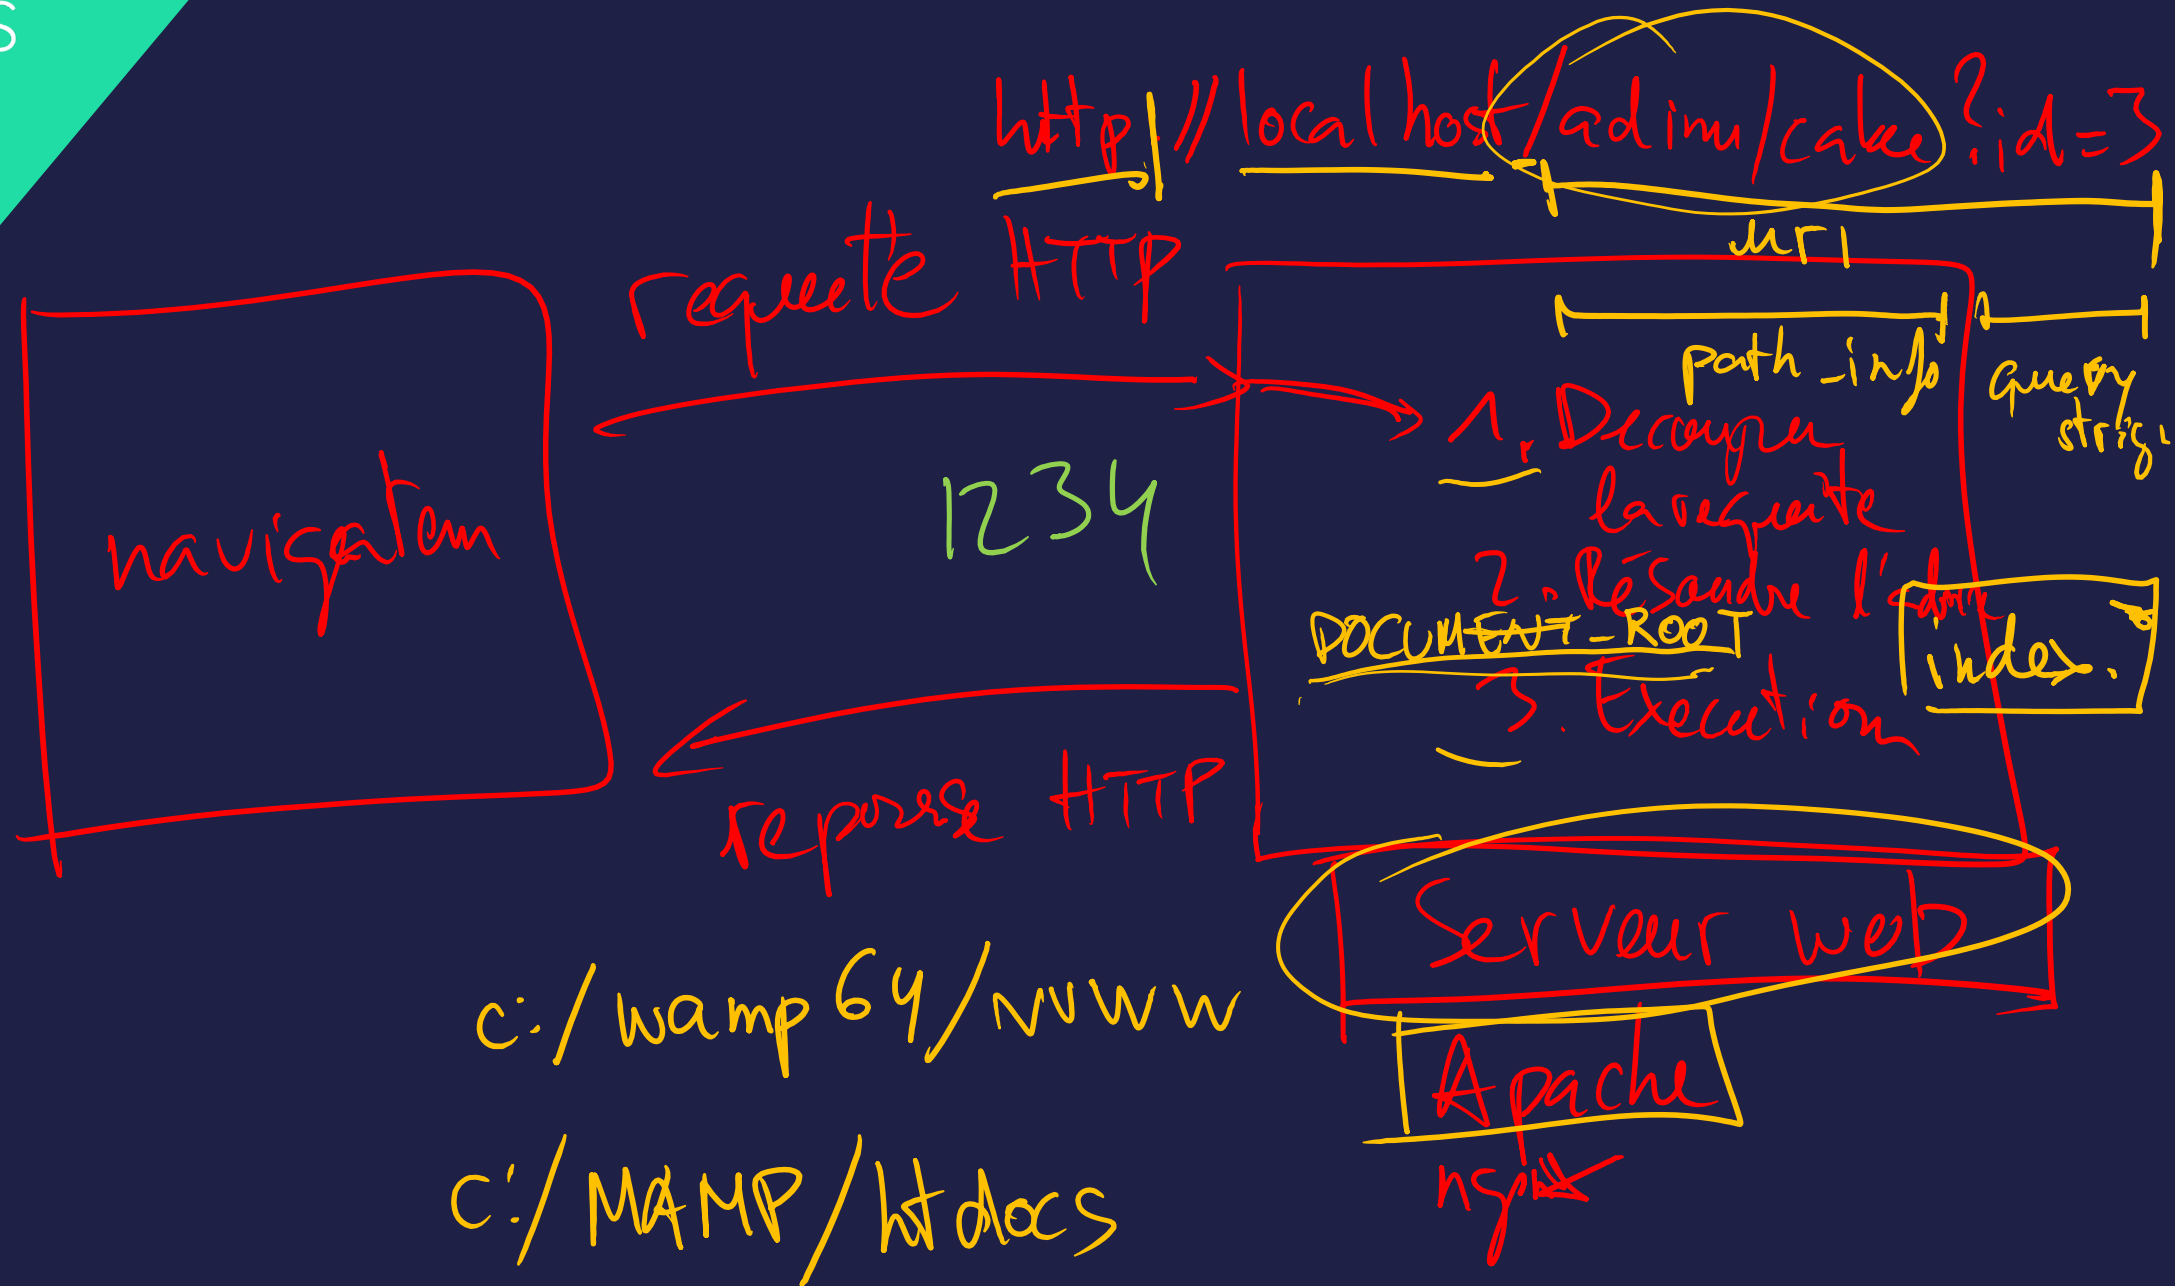 S
http://localhost/admin/cake?id=3
uri
requete HTTP
path_info
query
string
1. Decouper
la requete
navigateur
1234
2. Résoudre l'adre
DOCUMENT_ROOT
index.
3. Execution
reponse HTTP
Serveur web
c:/wamp64/www
Apache
nginx
c:/MAMP/htdocs